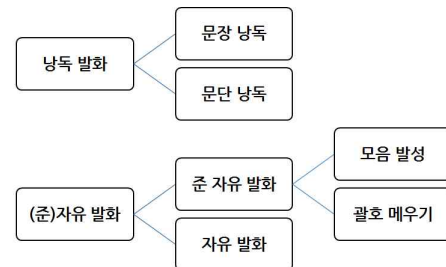 낭독 발화
문장 낭독
문단 낭독
(준)자유 발화
준 자유 발화
자유 발화
모음 발성
괄호 메우기